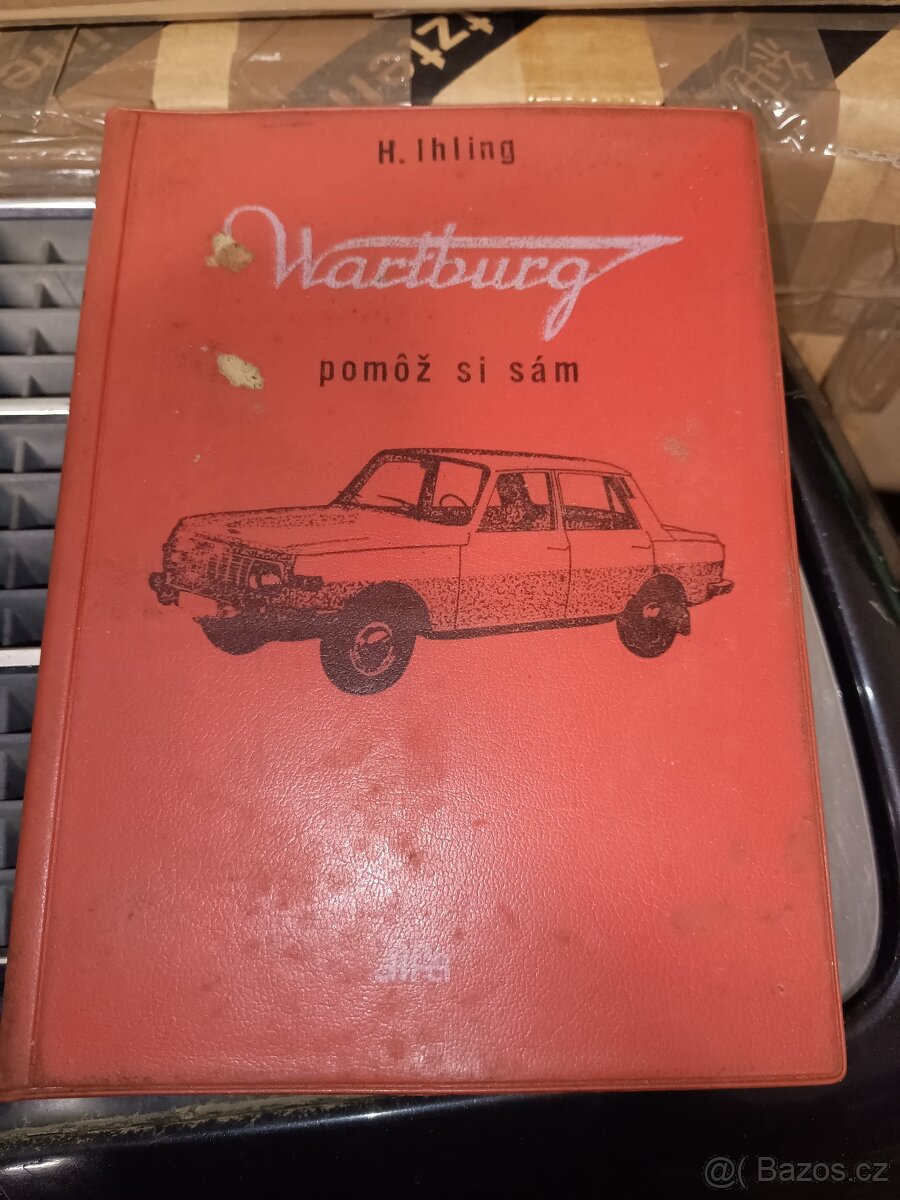 H. Ihling
Wartburg
pomôž si sám
@( Bazos.cz